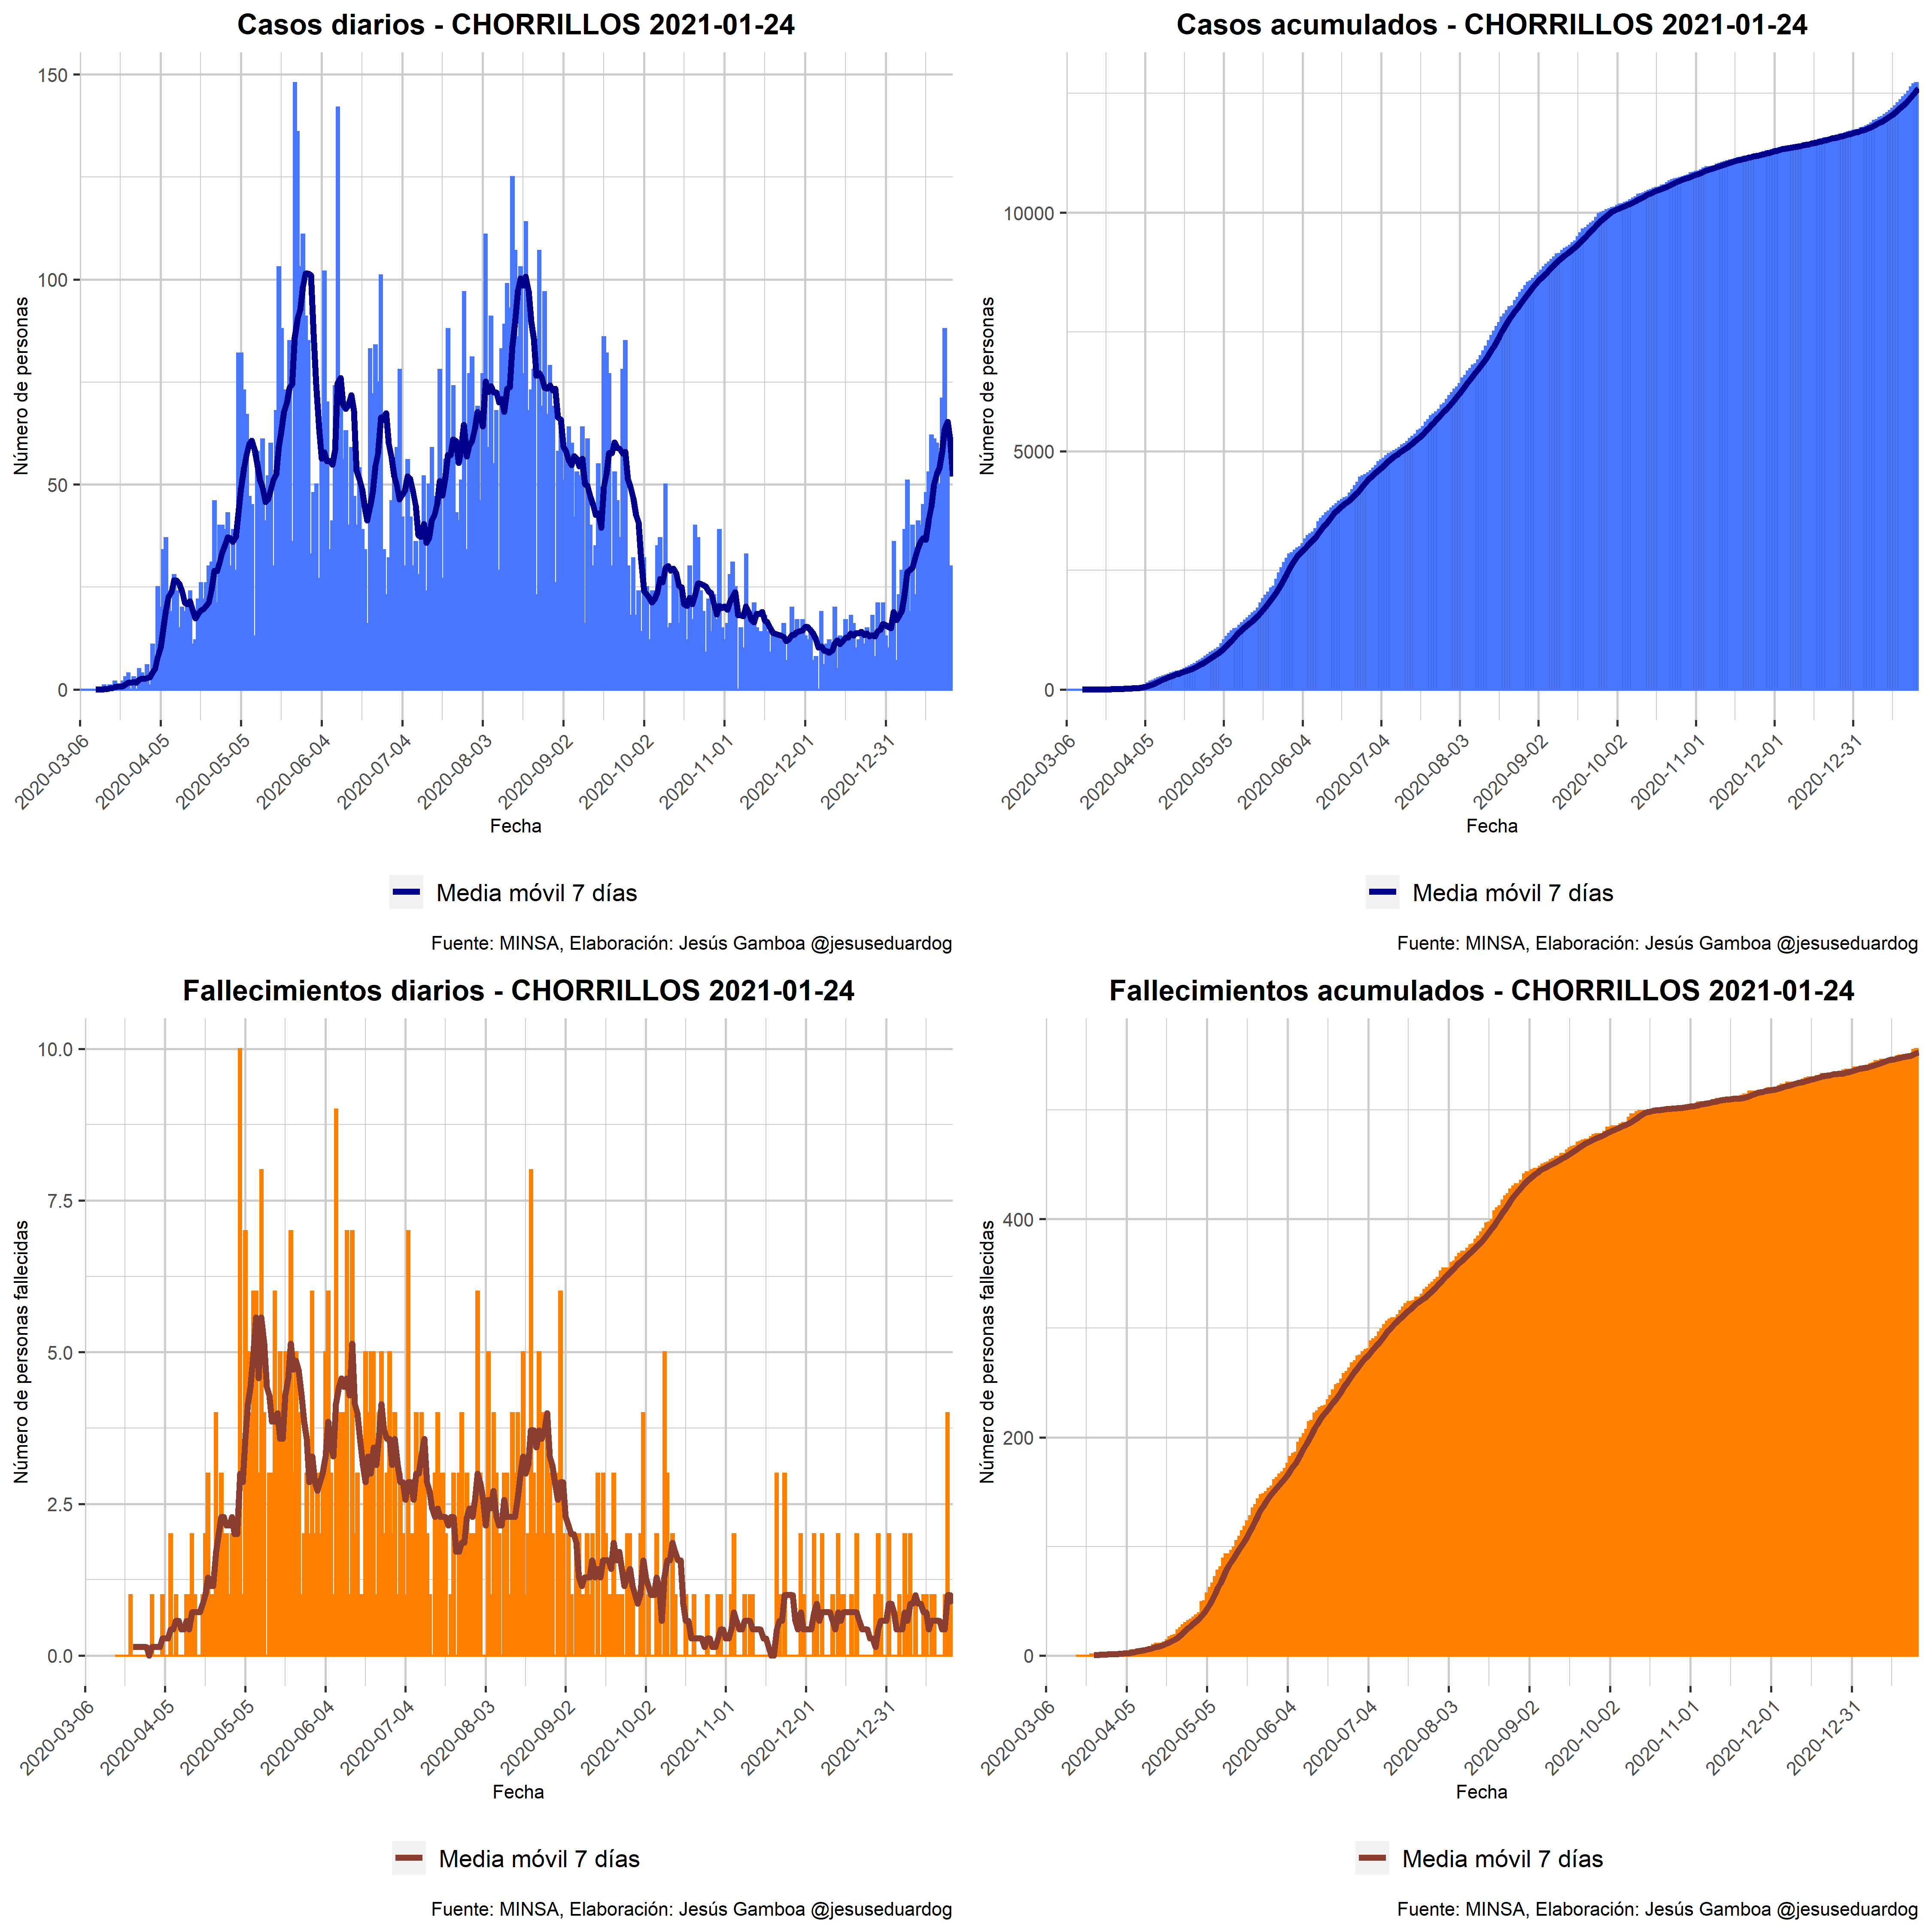 Casos diarios - CHORRILLOS 2021-01-24
150
100
50
0
Número de personas
2020-03-06
2020-04-05
2020-05-05
2020-06-04
2020-07-04
2020-08-03
2020-09-02
2020-10-02
2020-11-01
2020-12-01
2020-12-31
Fecha
Media móvil 7 días
Fuente: MINSA, Elaboración: Jesús Gamboa @jesuseduardog
Casos acumulados - CHORRILLOS 2021-01-24
10000
5000
0
Número de personas
2020-03-06
2020-04-05
2020-05-05
2020-06-04
2020-07-04
2020-08-03
2020-09-02
2020-10-02
2020-11-01
2020-12-01
2020-12-31
Fecha
Media móvil 7 días
Fuente: MINSA, Elaboración: Jesús Gamboa @jesuseduardog
Fallecimientos diarios - CHORRILLOS 2021-01-24
10.0
7.5
5.0
2.5
0.0
Número de personas fallecidas
2020-03-06
2020-04-05
2020-05-05
2020-06-04
2020-07-04
2020-08-03
2020-09-02
2020-10-02
2020-11-01
2020-12-01
2020-12-31
Fecha
Media móvil 7 días
Fuente: MINSA, Elaboración: Jesús Gamboa @jesuseduardog
Fallecimientos acumulados - CHORRILLOS 2021-01-24
400
200
0
Número de personas fallecidas
2020-03-06
2020-04-05
2020-05-05
2020-06-04
2020-07-04
2020-08-03
2020-09-02
2020-10-02
2020-11-01
2020-12-01
2020-12-31
Fecha
Media móvil 7 días
Fuente: MINSA, Elaboración: Jesús Gamboa @jesuseduardog